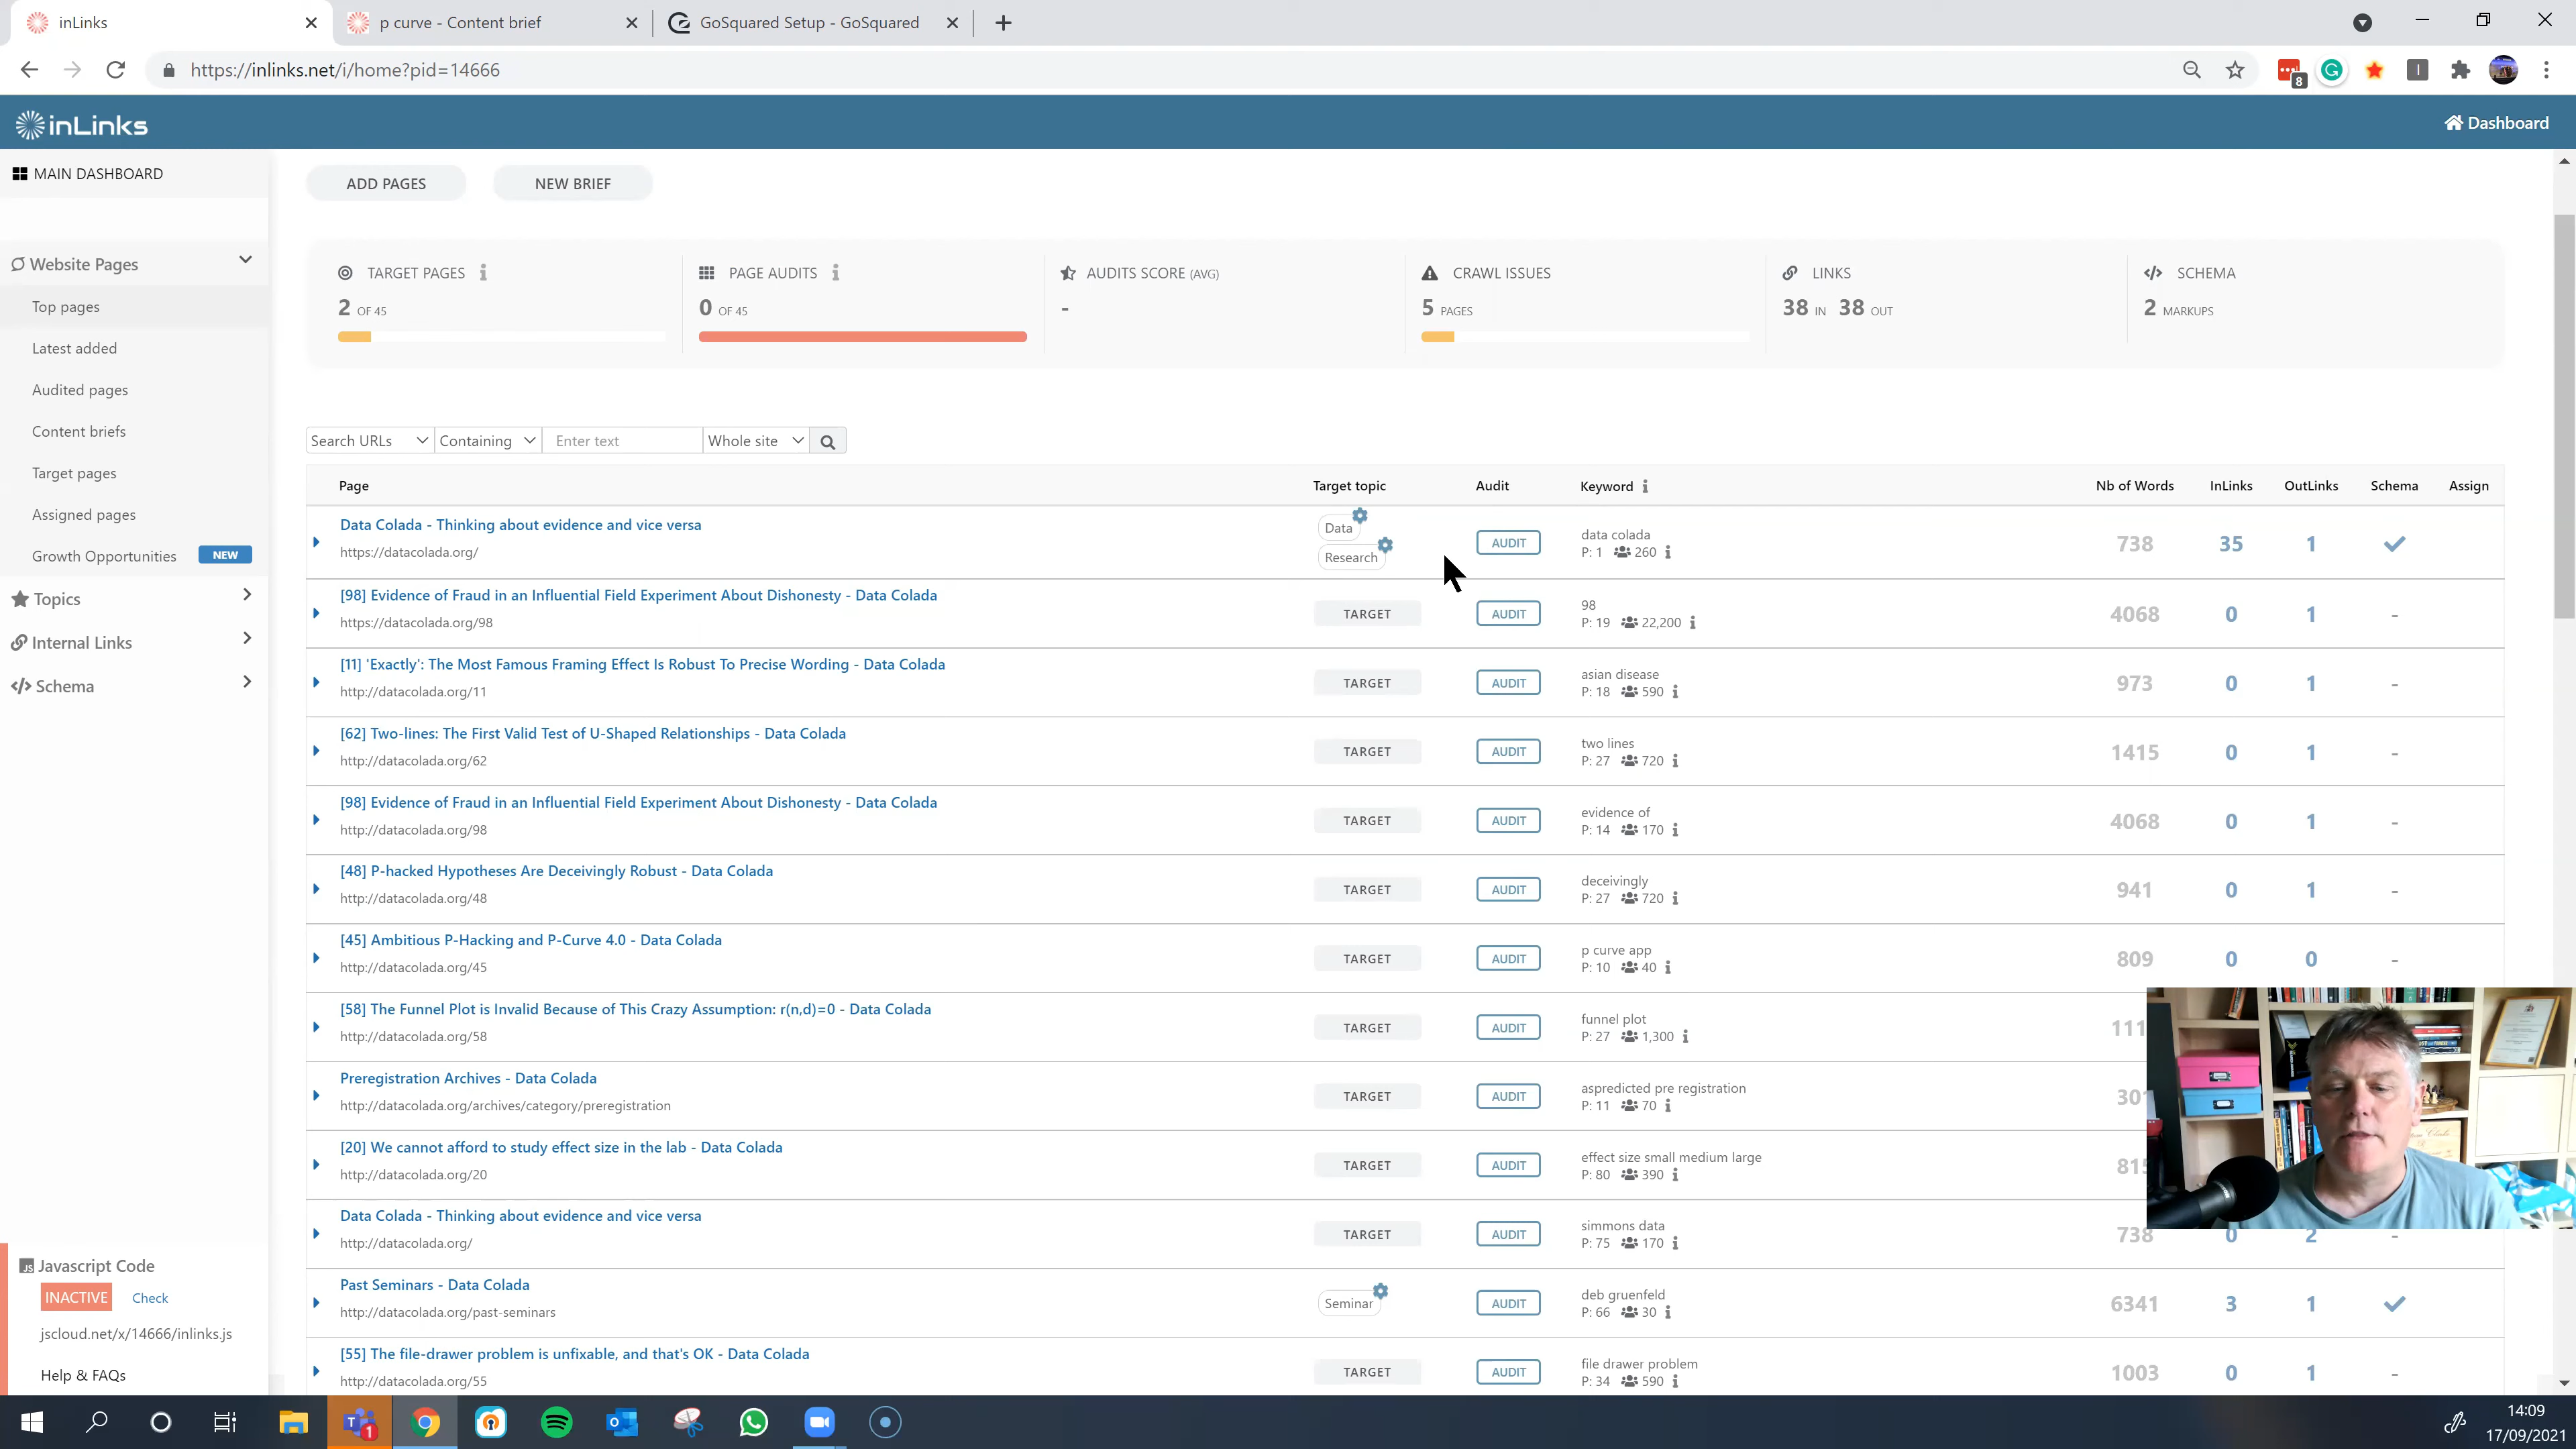 inLinks
p curve - Content brief
GoSquared Setup - GoSquared
https://inlinks.net/i/home?pid=14666
8
inLinks
Dashboard
MAIN DASHBOARD
ADD PAGES
NEW BRIEF
Website Pages
Top pages
Latest added
Audited pages
Content briefs
Target pages
Assigned pages
Growth Opportunities NEW
Topics
Internal Links
Schema
TARGET PAGES
2 OF 45
PAGE AUDITS
0 OF 45
AUDITS SCORE (AVG)
-
CRAWL ISSUES
5 PAGES
LINKS
38 IN 38 OUT
SCHEMA
2 MARKUPS
Search URLs Containing Enter text Whole site
Page Target topic Audit Keyword Nb of Words InLinks OutLinks Schema Assign
Data Colada - Thinking about evidence and vice versa
https://datacolada.org/
Data
Research
AUDIT
data colada
P: 1 260
738 35 1
[98] Evidence of Fraud in an Influential Field Experiment About Dishonesty - Data Colada
https://datacolada.org/98
TARGET AUDIT
98
P: 19 22,200
4068 0 1 -
[11] 'Exactly': The Most Famous Framing Effect Is Robust To Precise Wording - Data Colada
http://datacolada.org/11
TARGET AUDIT
asian disease
P: 18 590
973 0 1 -
[62] Two-lines: The First Valid Test of U-Shaped Relationships - Data Colada
http://datacolada.org/62
TARGET AUDIT
two lines
P: 27 720
1415 0 1 -
[98] Evidence of Fraud in an Influential Field Experiment About Dishonesty - Data Colada
http://datacolada.org/98
TARGET AUDIT
evidence of
P: 14 170
4068 0 1 -
[48] P-hacked Hypotheses Are Deceivingly Robust - Data Colada
http://datacolada.org/48
TARGET AUDIT
deceivingly
P: 27 720
941 0 1 -
[45] Ambitious P-Hacking and P-Curve 4.0 - Data Colada
http://datacolada.org/45
TARGET AUDIT
p curve app
P: 10 40
809 0 0 -
[58] The Funnel Plot is Invalid Because of This Crazy Assumption: r(n,d)=0 - Data Colada
http://datacolada.org/58
TARGET AUDIT
funnel plot
P: 27 1,300
111
Preregistration Archives - Data Colada
http://datacolada.org/archives/category/preregistration
TARGET AUDIT
aspredicted pre registration
P: 11 70
301
[20] We cannot afford to study effect size in the lab - Data Colada
http://datacolada.org/20
TARGET AUDIT
effect size small medium large
P: 80 390
815
Data Colada - Thinking about evidence and vice versa
http://datacolada.org/
TARGET AUDIT
simmons data
P: 75 170
738 0 2 -
Past Seminars - Data Colada
http://datacolada.org/past-seminars
Seminar
AUDIT
deb gruenfeld
P: 66 30
6341 3 1
[55] The file-drawer problem is unfixable, and that's OK - Data Colada
http://datacolada.org/55
TARGET AUDIT
file drawer problem
P: 34 590
1003 0 1 -
JS Javascript Code
INACTIVE Check
jscloud.net/x/14666/inlinks.js
Help & FAQs
1
14:09
17/09/2021